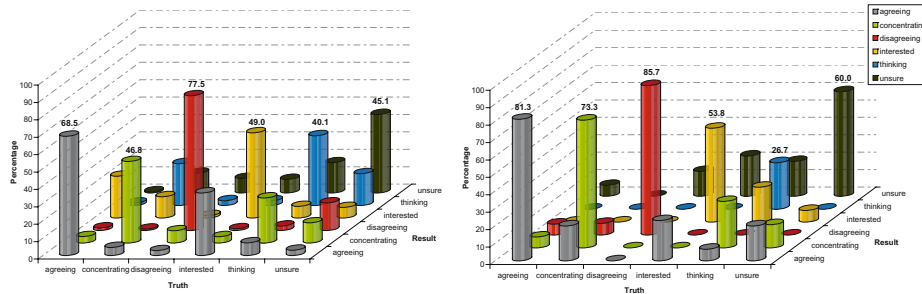 100
90
80
70
60
50
40
30
20
10
0
Percentage
68.5
46.8
77.5
49.0
40.1
45.1
agreeing concentrating disagreeing interested thinking unsure
Truth
unsure
thinking
interested
disagreeing
concentrating
agreeing
Result
100
90
80
70
60
50
40
30
20
10
0
Percentage
81.3
73.3
85.7
53.8
26.7
60.0
agreeing concentrating disagreeing interested thinking unsure
Truth
unsure
thinking
interested
disagreeing
concentrating
agreeing
Result
agreeing
concentratin
disagreeing
interested
thinking
unsure